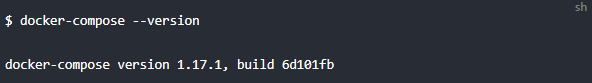 sh
$ docker-compose --version
docker-compose version 1.17.1, build 6d101fb